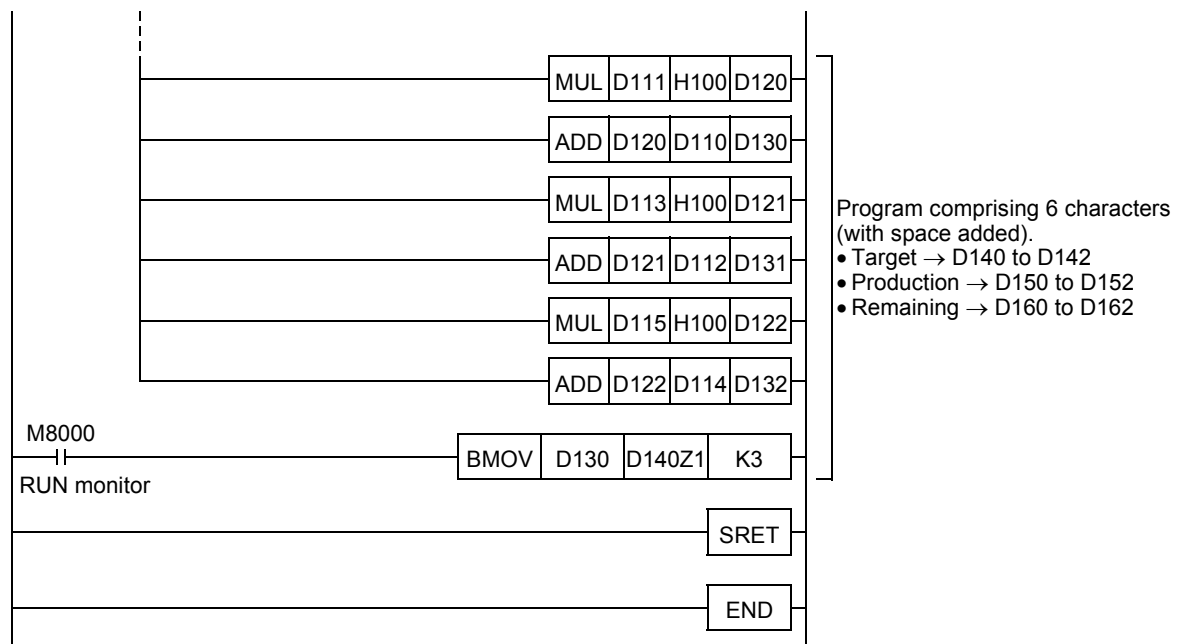 MUL D111 H100 D120
ADD D120 D110 D130
MUL D113 H100 D121
ADD D121 D112 D131
MUL D115 H100 D122
ADD D122 D114 D132
Program comprising 6 characters
(with space added).
• Target → D140 to D142
• Production → D150 to D152
• Remaining → D160 to D162
M8000
BMOV D130 D140Z1 K3
RUN monitor
SRET
END